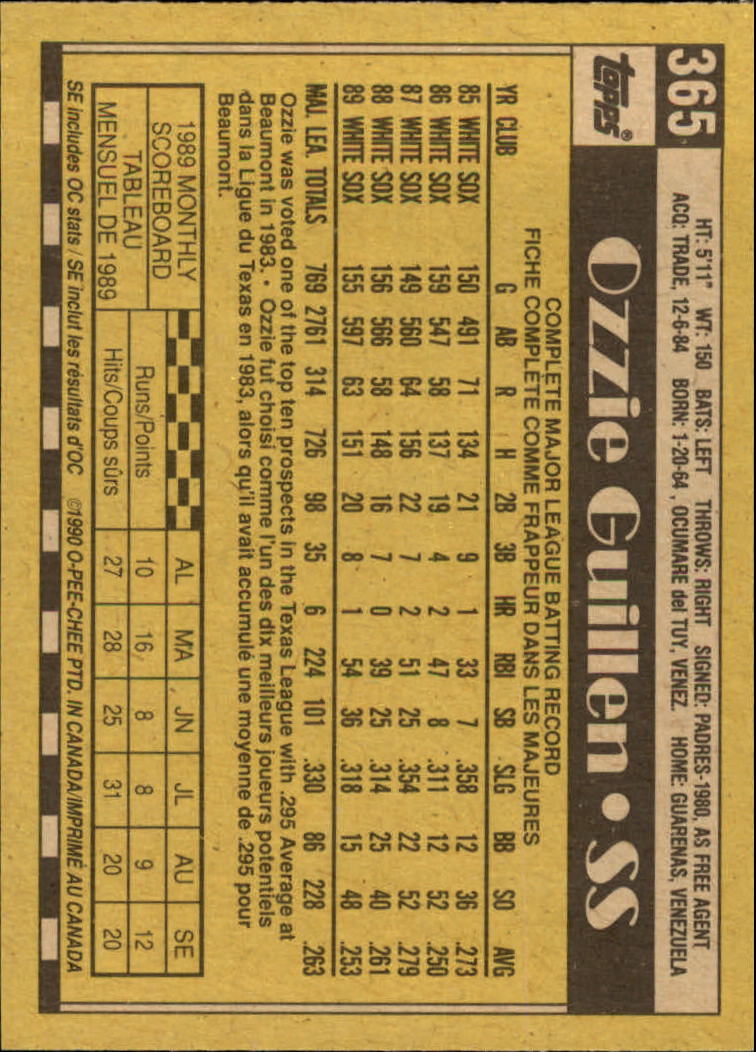 365
HT: 5'11" WT: 150 BATS: LEFT THROWS: RIGHT SIGNED: PADRES-1980, AS FREE AGENT
ACQ: TRADE, 12-6-84 BORN: 1-20-64, OCUMARE del TUY, VENEZ. HOME: GUARENAS, VENEZUELA
topps®
Ozzie Guillen • SS
COMPLETE MAJOR LEAGUE BATTING RECORD
FICHE COMPLÈTE COMME FRAPPEUR DANS LES MAJEURES
YR CLUB G AB R H 2B 3B HR RBI SB SLG BB SO AVG
85 WHITE SOX 150 491 71 134 21 9 1 33 7 .358 12 36 .273
86 WHITE SOX 159 547 58 137 19 4 2 47 8 .311 12 52 .250
87 WHITE SOX 149 560 64 156 22 7 2 51 25 .354 22 52 .279
88 WHITE SOX 156 566 58 148 16 7 0 39 25 .314 25 40 .261
89 WHITE SOX 155 597 63 151 20 8 1 54 36 .318 15 48 .253
MAJ. LEA. TOTALS 769 2761 314 726 98 35 6 224 101 .330 86 228 .263
Ozzie was voted one of the top ten prospects in the Texas League with .295 Average at
Beaumont in 1983. • Ozzie fut choisi comme l'un des dix meilleurs joueurs potentiels
dans la Ligue du Texas en 1983, alors qu'il avait accumulé une moyenne de .295 pour
Beaumont.
1989 MONTHLY
SCOREBOARD
TABLEAU
MENSUEL DE 1989
AL MA JN JL AU SE
Runs/Points 10 16 8 8 9 12
Hits/Coups sûrs 27 28 25 31 20 20
SE includes OC stats / SE inclut les résultats d'OC ©1990 O-PEE-CHEE PTD. IN CANADA/IMPRIMÉ AU CANADA